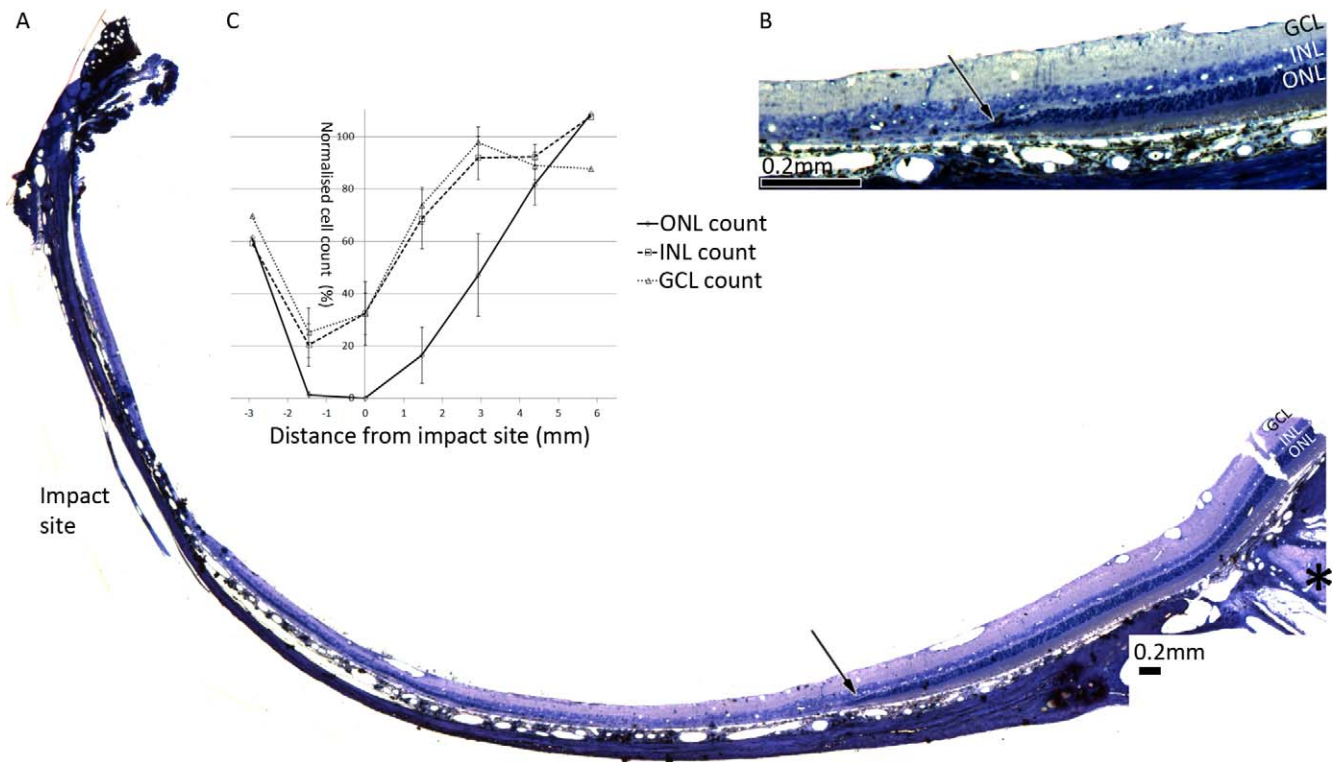 A
C
B
GCL
INL
ONL
0.2mm
Normalised cell count (%)
100
80
60
40
20
0
-3 -2 -1 0 1 2 3 4 5 6
Distance from impact site (mm)
ONL count
INL count
GCL count
Impact
site
GCL
INL
ONL
*
0.2mm